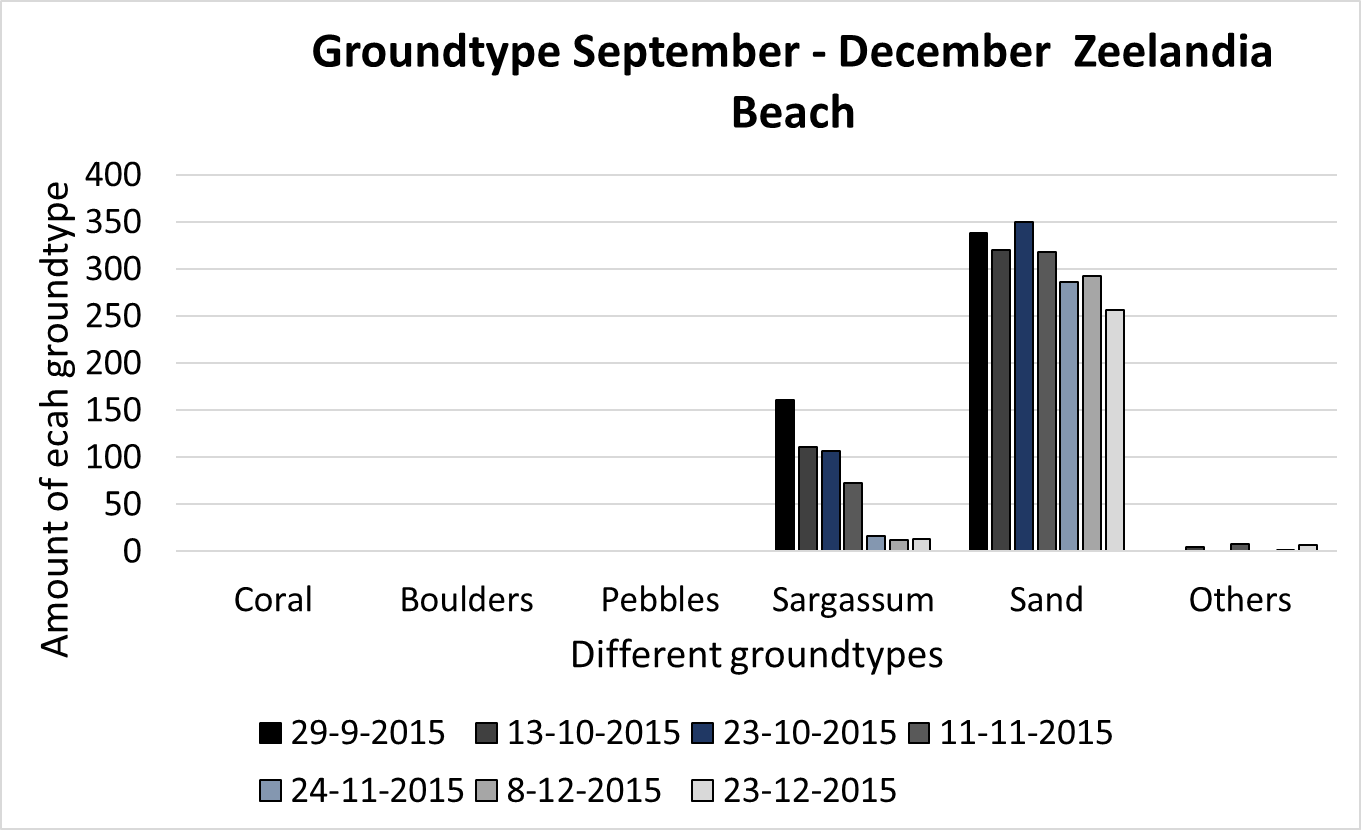 Groundtype September - December Zeelandia
Beach
Amount of ecah groundtype
400
350
300
250
200
150
100
50
0
Coral Boulders Pebbles Sargassum Sand Others
Different groundtypes
29-9-2015 13-10-2015 23-10-2015 11-11-2015
24-11-2015 8-12-2015 23-12-2015